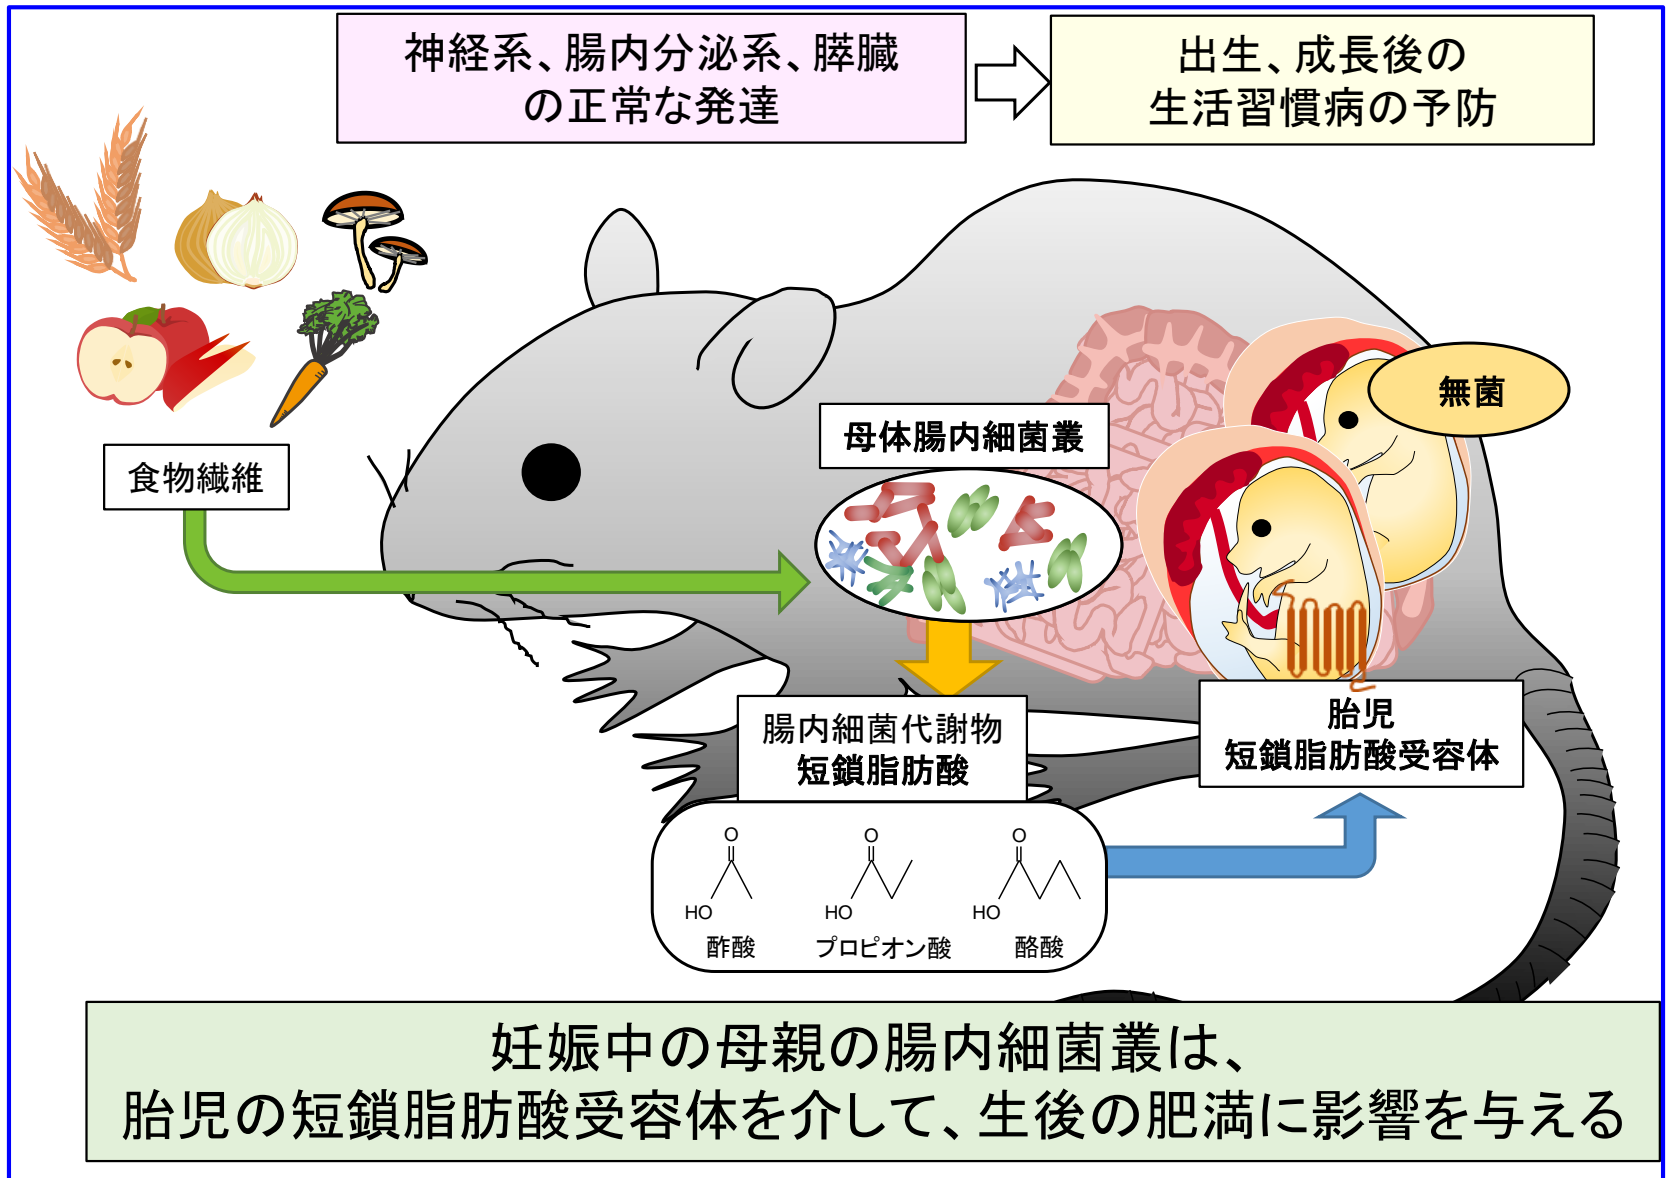 神経系、腸内分泌系、膵臓
の正常な発達
出生、成長後の
生活習慣病の予防
無菌
母体腸内細菌叢
食物繊維
腸内細菌代謝物
短鎖脂肪酸
胎児
短鎖脂肪酸受容体
O
HO
酢酸
O
HO
プロピオン酸
O
HO
酪酸
妊娠中の母親の腸内細菌叢は、
胎児の短鎖脂肪酸受容体を介して、生後の肥満に影響を与える